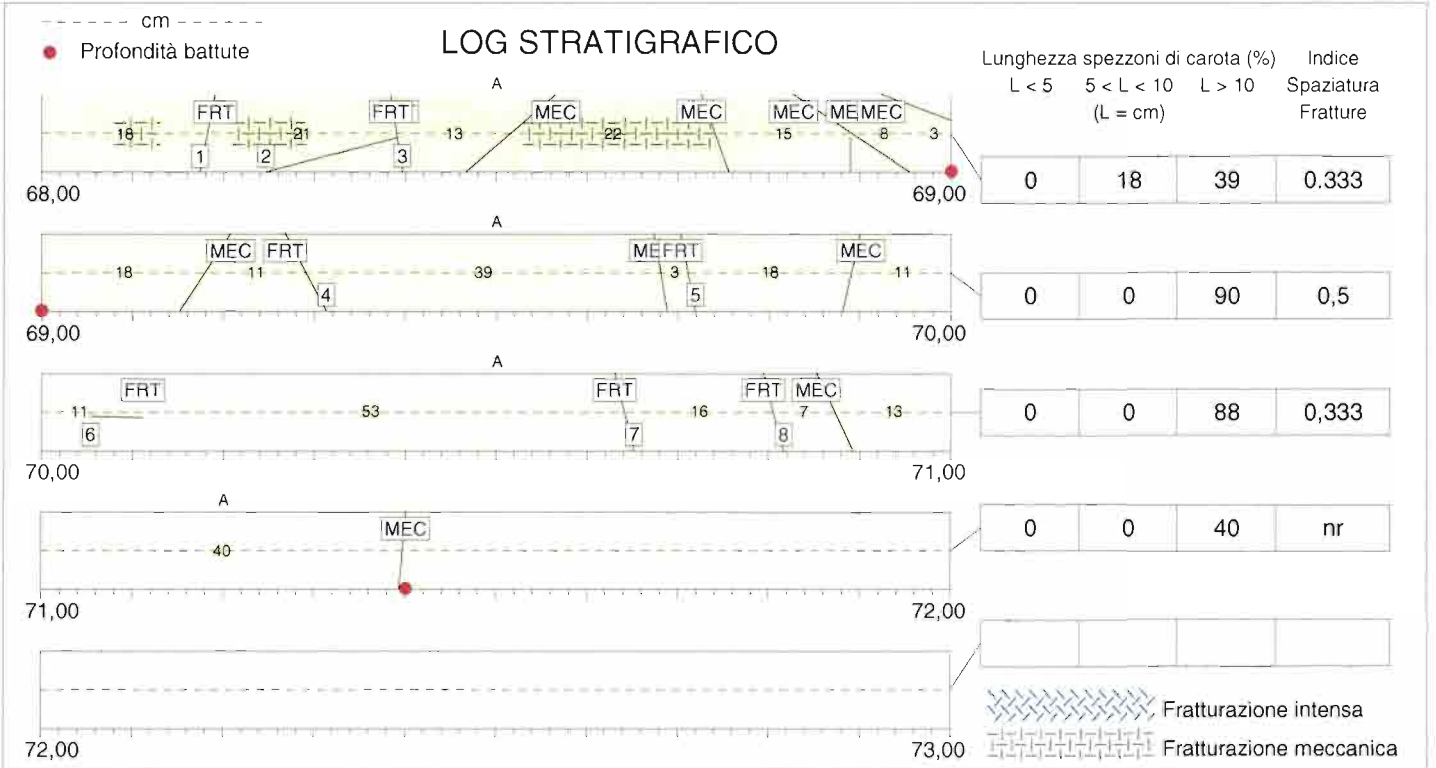 cm
Profondità battute
LOG STRATIGRAFICO
Lunghezza spezzoni di carota (%) Indice
L < 5 5 < L < 10 L > 10 Spaziatura
(L = cm) Fratture
A
FRT FRT MEC MEC MEC ME MEC
18 21 13 22 15 8 3
1 2 3
68,00 69,00
0 18 39 0.333
A
MEC FRT ME FRT MEC
18 11 39 3 18 11
4 5
69,00 70,00
0 0 90 0,5
A
FRT FRT FRT MEC
11 53 16 7 13
6 7 8
70,00 71,00
0 0 88 0,333
A
MEC
40
71,00 72,00
0 0 40 nr
72,00 73,00
Fratturazione intensa
Fratturazione meccanica